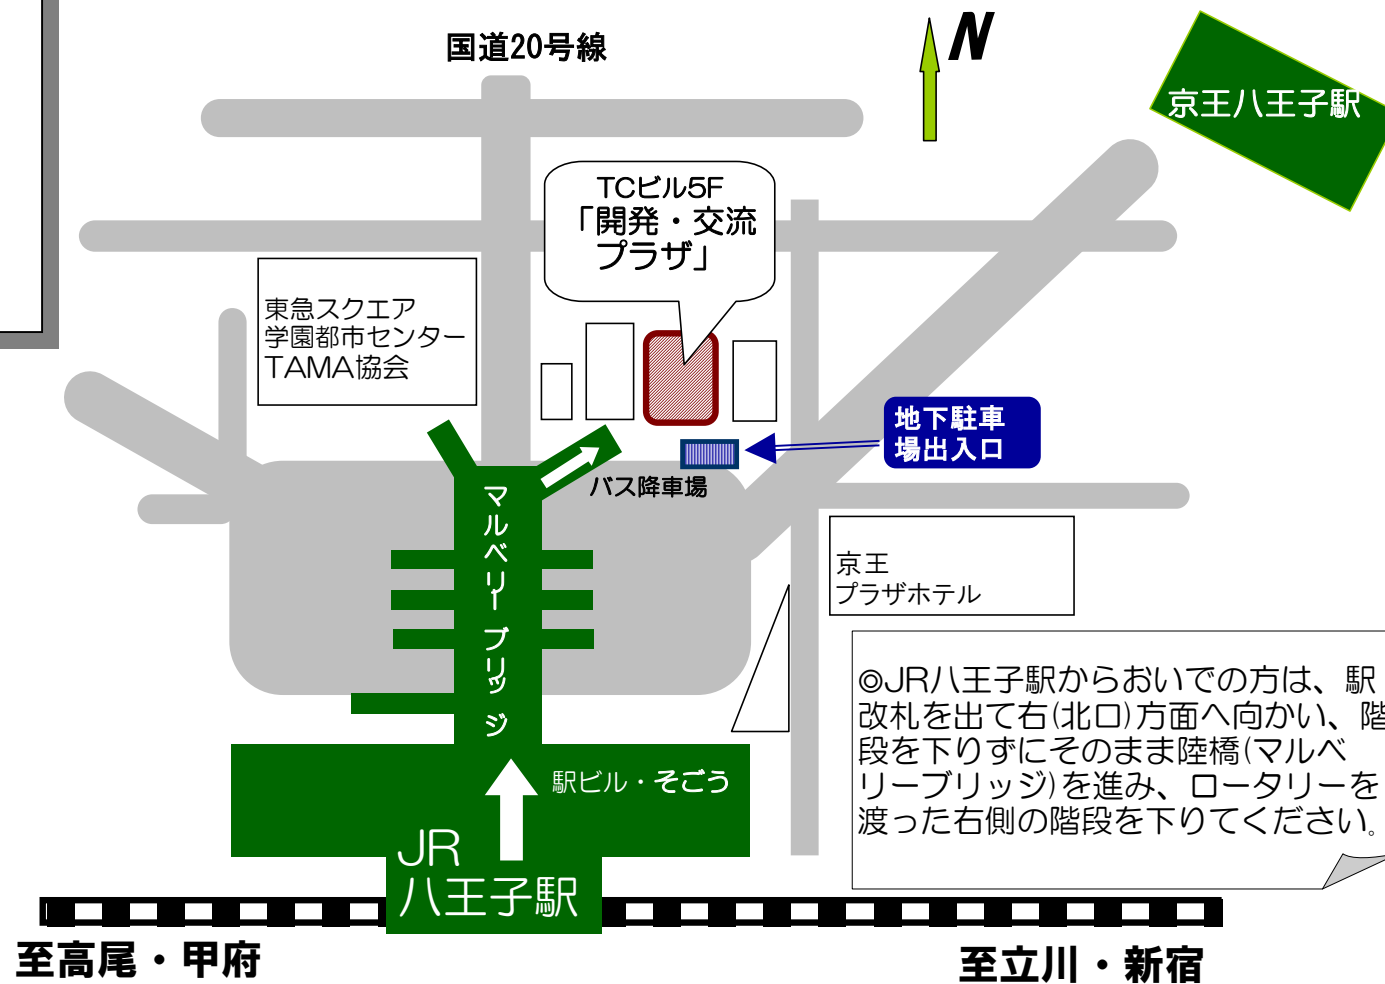 国道20号線
N
京王八王子駅
TCビル5F
「開発・交流
プラザ」
東急スクエア
学園都市センター
TAMA協会
地下駐車
場出入口
バス降車場
マルベリーブリッジ
京王
プラザホテル
◎JR八王子駅からおいでの方は、駅
改札を出て右(北口)方面へ向かい、階
段を下りずにそのまま陸橋(マルベ
リーブリッジ)を進み、ロータリーを
渡った右側の階段を下りてください。
駅ビル・そごう
JR
八王子駅
至高尾・甲府
至立川・新宿